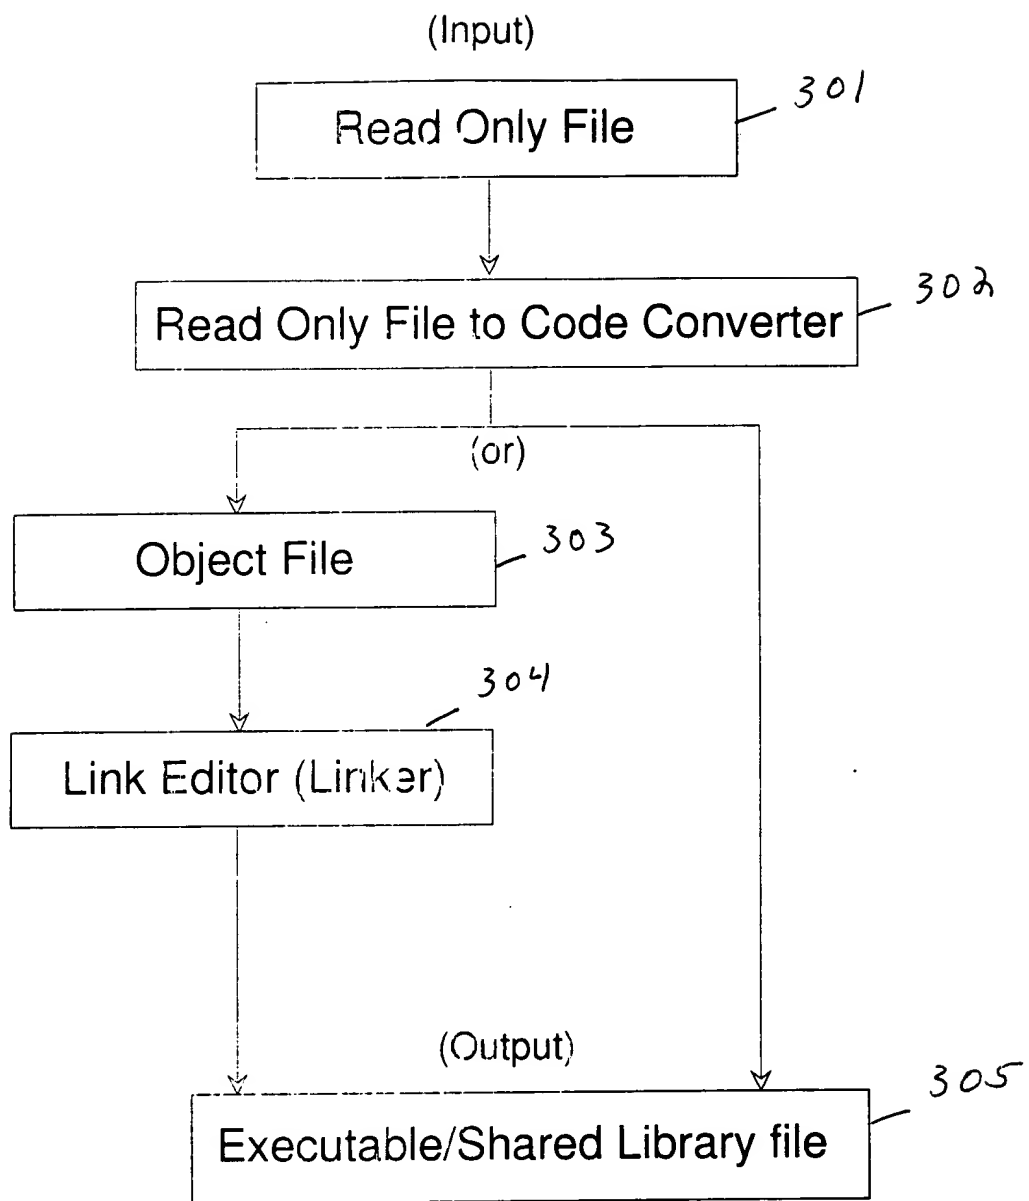 (Input)
Read Only File
301
Read Only File to Code Converter
302
(or)
Object File
303
304
Link Editor (Linker)
(Output)
305
Executable/Shared Library file